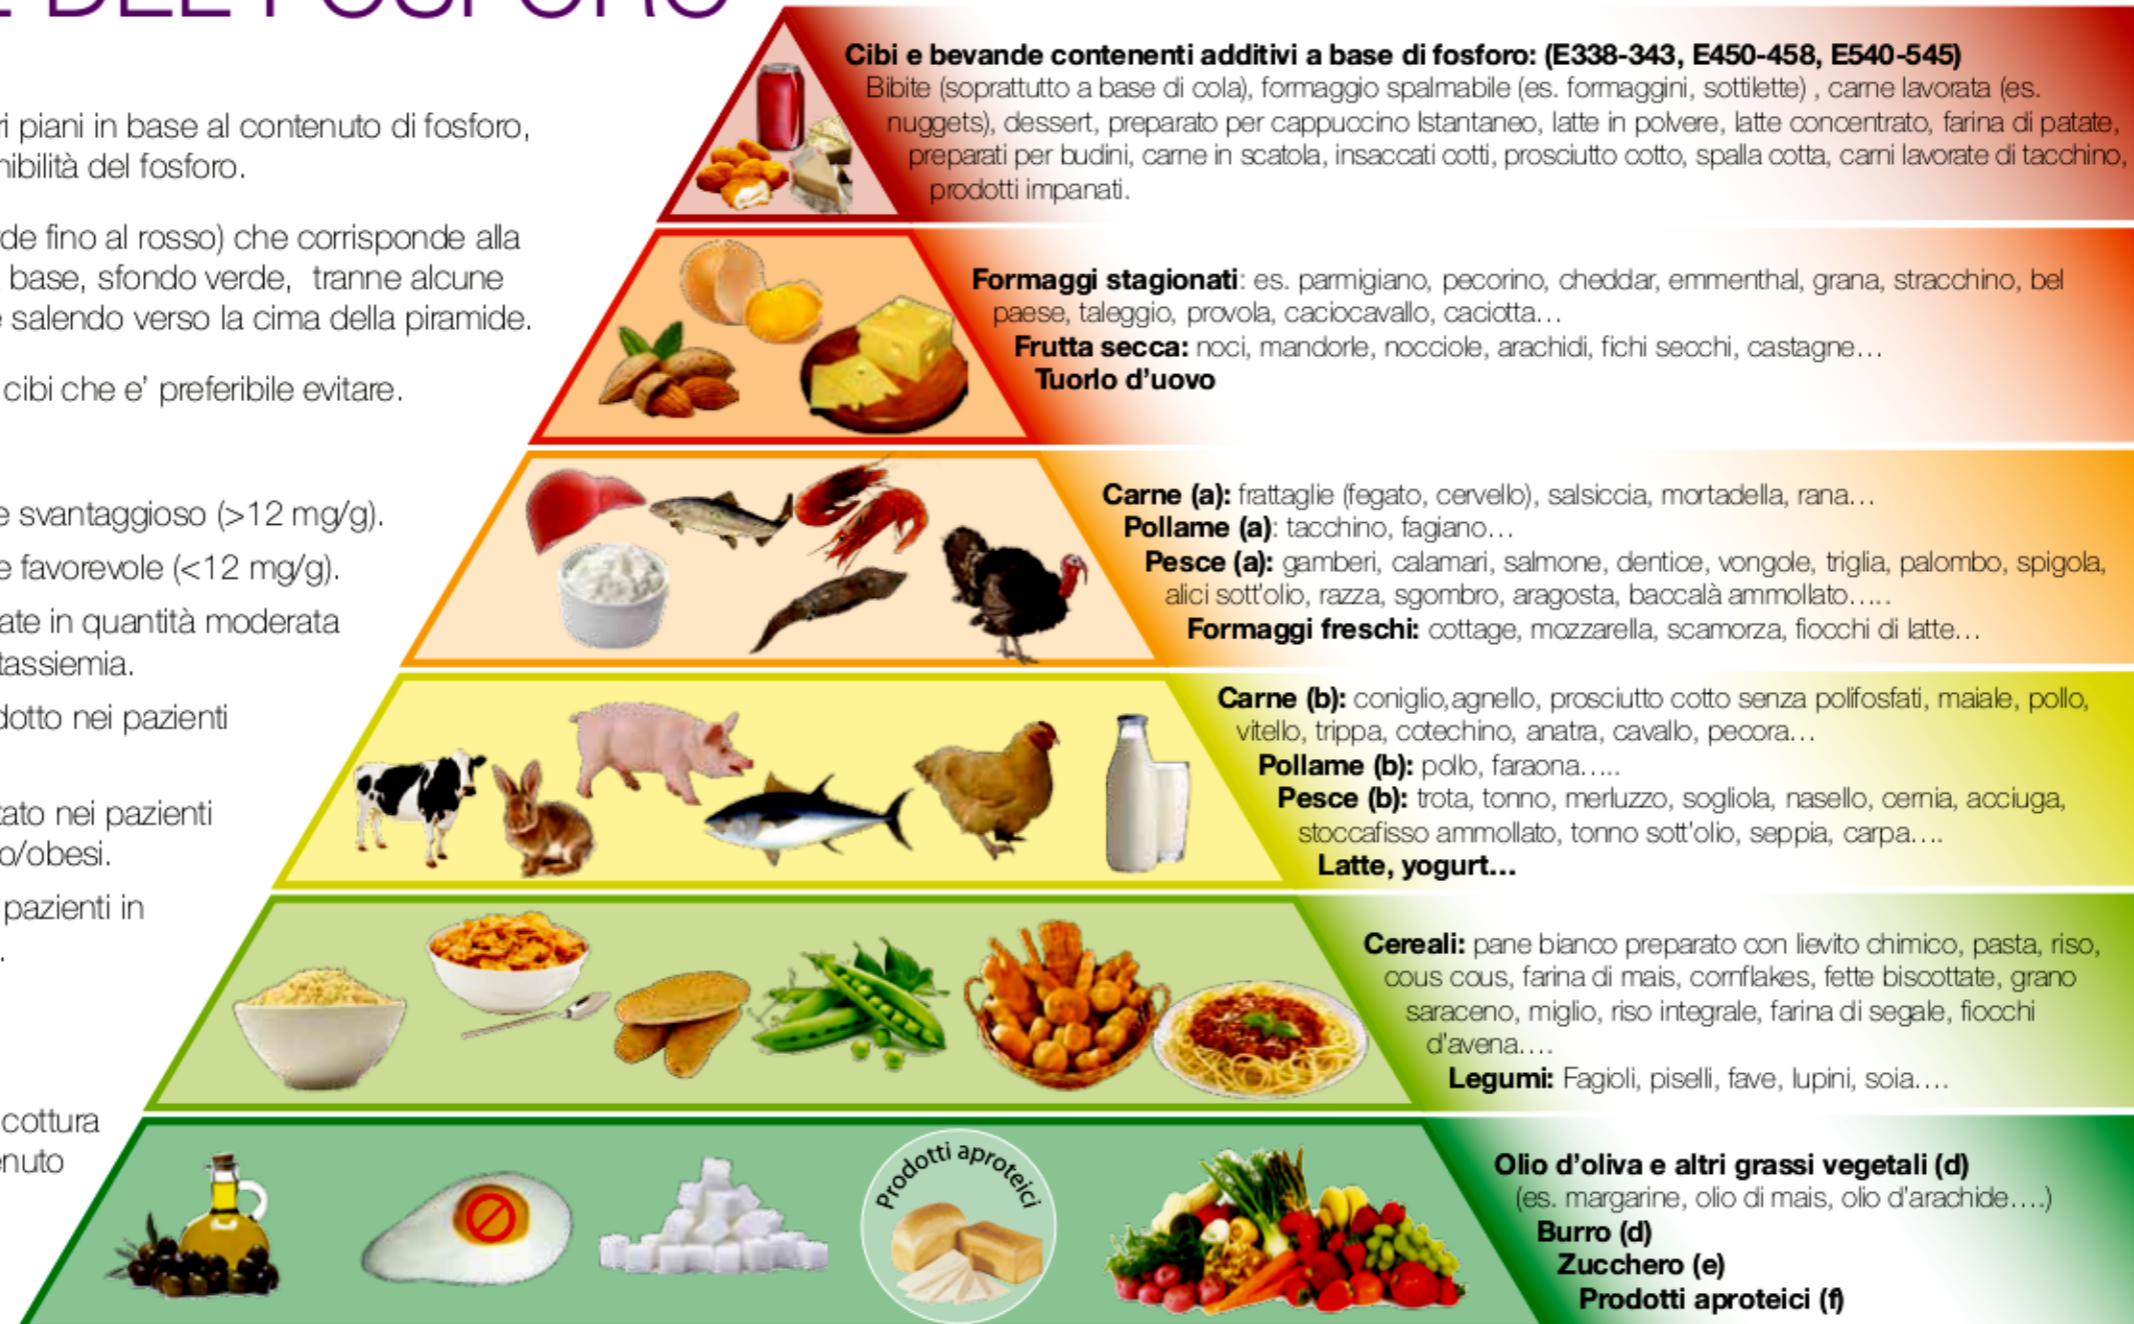 DEL FOSFORO
ri piani in base al contenuto di fosforo,
nibilità del fosforo.
de fino al rosso) che corrisponde alla
base, sfondo verde, tranne alcune
e salendo verso la cima della piramide.
cibi che e' preferibile evitare.
e svantaggioso (>12 mg/g).
e favorevole (<12 mg/g).
ate in quantità moderata
tassiemia.
dotto nei pazienti
tato nei pazienti
o/obesi.
pazienti in
.
cottura
enuto
Cibi e bevande contenenti additivi a base di fosforo: (E338-343, E450-458, E540-545)
Bibite (soprattutto a base di cola), formaggio spalmabile (es. formaggini, sottilette) , carne lavorata (es.
nuggets), dessert, preparato per cappuccino Istantaneo, latte in polvere, latte concentrato, farina di patate,
preparati per budini, carne in scatola, insaccati cotti, prosciutto cotto, spalla cotta, carni lavorate di tacchino,
prodotti impanati.
Formaggi stagionati: es. parmigiano, pecorino, cheddar, emmenthal, grana, stracchino, bel
paese, taleggio, provola, caciocavallo, caciotta...
Frutta secca: noci, mandorle, nocciole, arachidi, fichi secchi, castagne...
Tuorlo d'uovo
Carne (a): frattaglie (fegato, cervello), salsiccia, mortadella, rana...
Pollame (a): tacchino, fagiano...
Pesce (a): gamberi, calamari, salmone, dentice, vongole, triglia, palombo, spigola,
alici sott'olio, razza, sgombro, aragosta, baccalà ammollato.....
Formaggi freschi: cottage, mozzarella, scamorza, fiocchi di latte...
Carne (b): coniglio,agnello, prosciutto cotto senza polifosfati, maiale, pollo,
vitello, trippa, cotechino, anatra, cavallo, pecora...
Pollame (b): pollo, faraona.....
Pesce (b): trota, tonno, merluzzo, sogliola, nasello, cernia, acciuga,
stoccafisso ammollato, tonno sott'olio, seppia, carpa....
Latte, yogurt...
Cereali: pane bianco preparato con lievito chimico, pasta, riso,
cous cous, farina di mais, cornflakes, fette biscottate, grano
saraceno, miglio, riso integrale, farina di segale, fiocchi
d'avena....
Legumi: Fagioli, piselli, fave, lupini, soia....
Prodotti aproteici
Olio d'oliva e altri grassi vegetali (d)
(es. margarine, olio di mais, olio d'arachide....)
Burro (d)
Zucchero (e)
Prodotti aproteici (f)